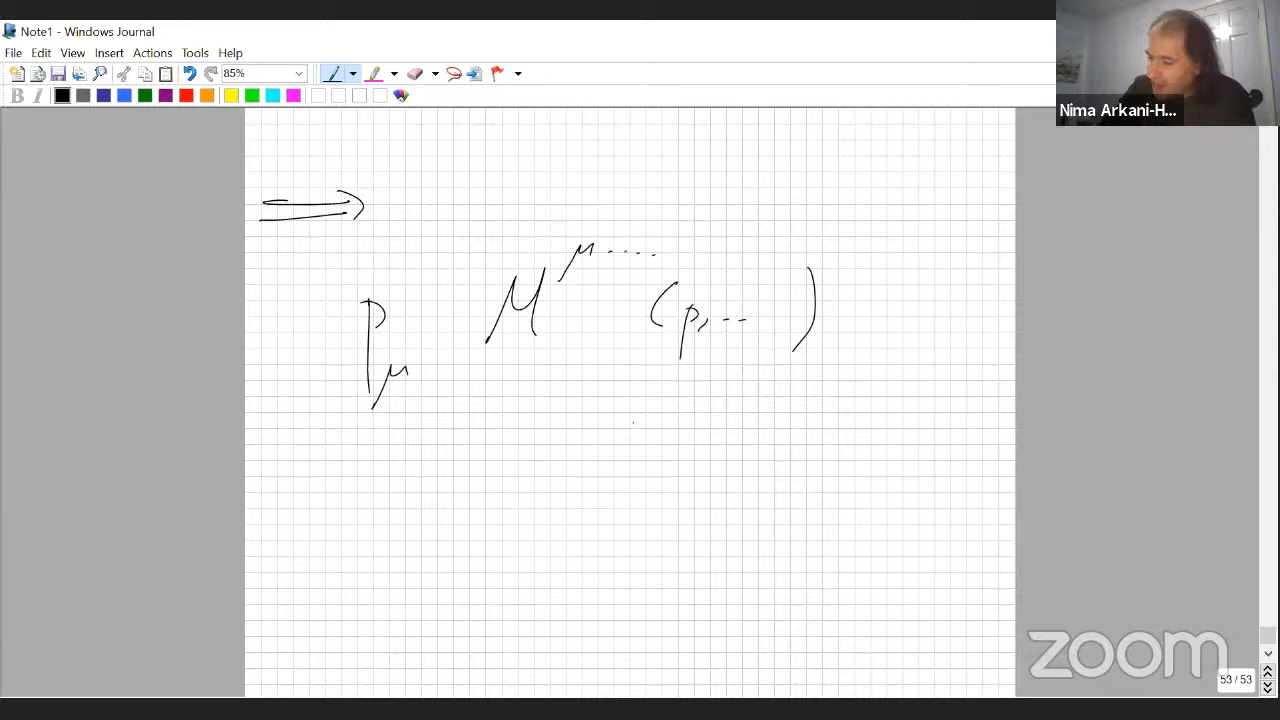 Note1 - Windows Journal
File Edit View Insert Actions Tools Help
85%
B I
Nima Arkani-H...
⇒
p_μ M^{μ ....} (p, --)
zoom
53 / 53